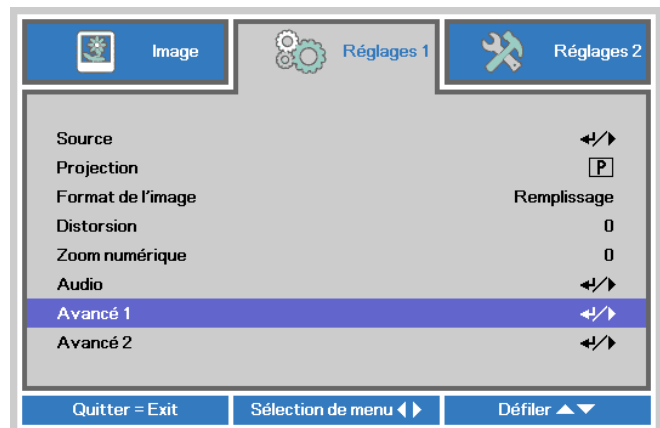 Image
Réglages 1
Réglages 2
Source
Projection P
Format de l'image Remplissage
Distorsion 0
Zoom numérique 0
Audio
Avancé 1
Avancé 2
Quitter = Exit
Sélection de menu
Défiler